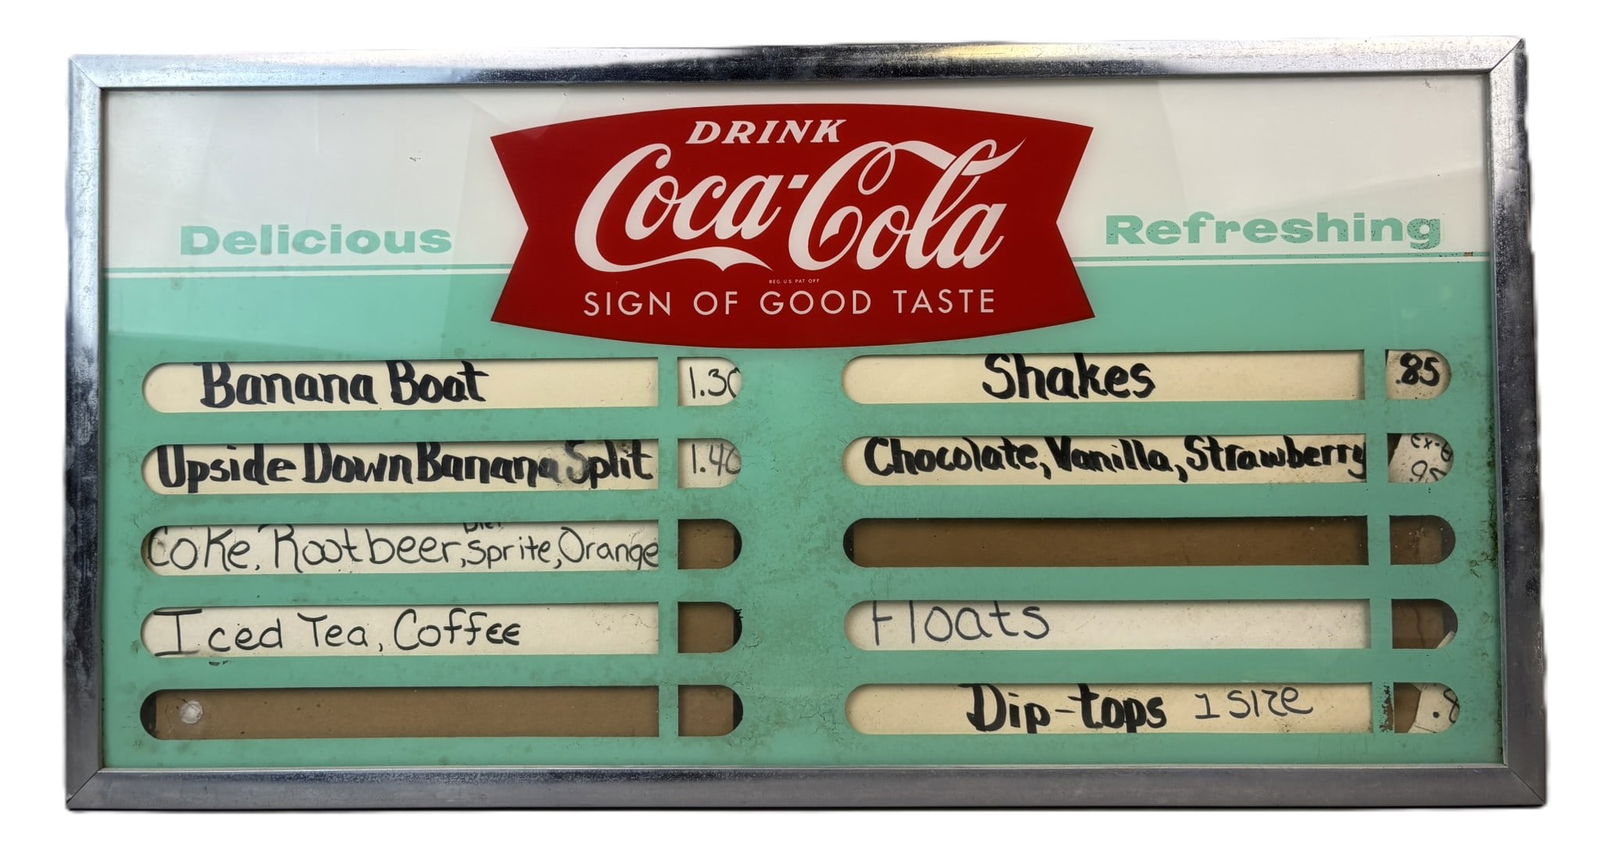 DRINK
Coca-Cola
REG. U.S. PAT. OFF
SIGN OF GOOD TASTE
Delicious
Refreshing
Banana Boat 1.30
Upside Down Banana Split 1.40
Diet
Coke, Rootbeer, Sprite, Orange
Iced Tea, Coffee
Shakes .85
Chocolate, Vanilla, Strawberry
Floats
Dip-tops 1 size